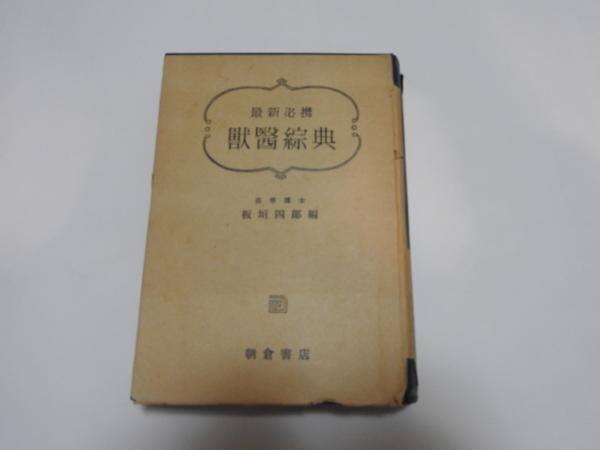 最新必携
獣醫綜典
農學博士
板垣四郎編
朝倉書店